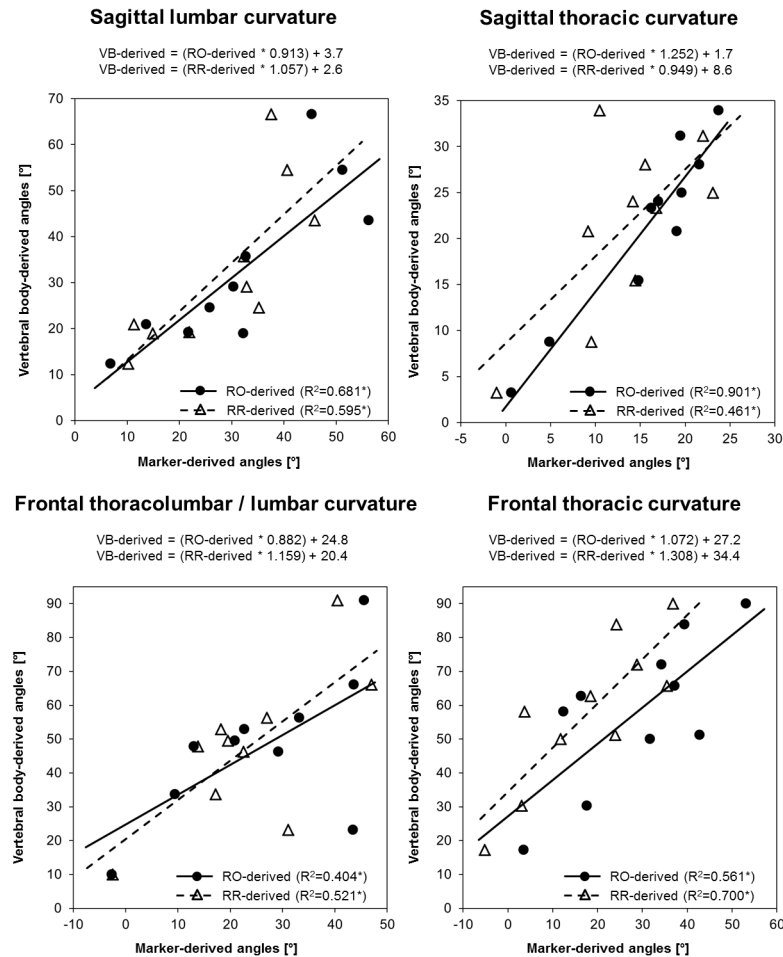 Sagittal lumbar curvature
VB-derived = (RO-derived * 0.913) + 3.7
VB-derived = (RR-derived * 1.057) + 2.6
Vertebral body-derived angles [°]
70
60
50
40
30
20
10
0
RO-derived (R²=0.681*)
RR-derived (R²=0.595*)
0 10 20 30 40 50 60
Marker-derived angles [°]
Sagittal thoracic curvature
VB-derived = (RO-derived * 1.252) + 1.7
VB-derived = (RR-derived * 0.949) + 8.6
Vertebral body-derived angles [°]
35
30
25
20
15
10
5
0
RO-derived (R²=0.901*)
RR-derived (R²=0.461*)
-5 0 5 10 15 20 25 30
Marker-derived angles [°]
Frontal thoracolumbar / lumbar curvature
VB-derived = (RO-derived * 0.882) + 24.8
VB-derived = (RR-derived * 1.159) + 20.4
Vertebral body-derived angles [°]
90
80
70
60
50
40
30
20
10
0
RO-derived (R²=0.404*)
RR-derived (R²=0.521*)
-10 0 10 20 30 40 50
Marker-derived angles [°]
Frontal thoracic curvature
VB-derived = (RO-derived * 1.072) + 27.2
VB-derived = (RR-derived * 1.308) + 34.4
Vertebral body-derived angles [°]
90
80
70
60
50
40
30
20
10
0
RO-derived (R²=0.561*)
RR-derived (R²=0.700*)
-10 0 10 20 30 40 50 60
Marker-derived angles [°]